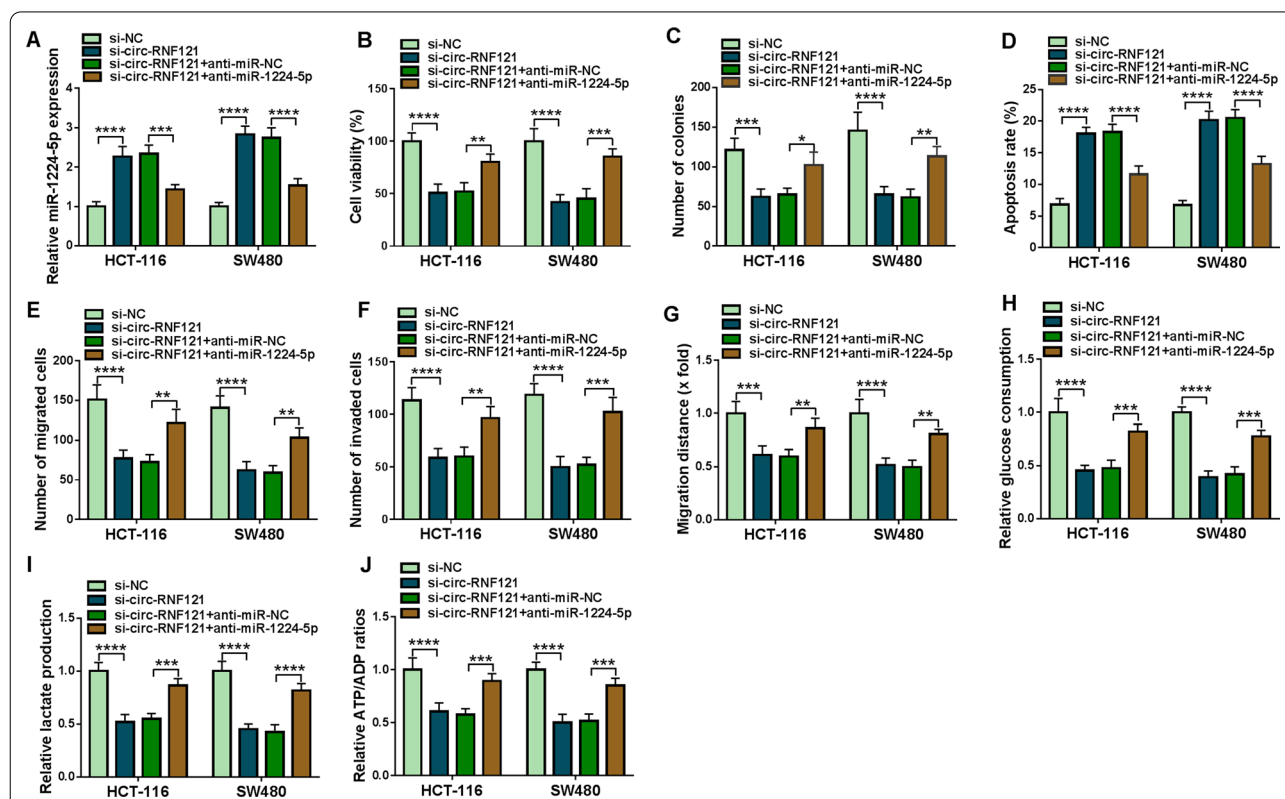 A
si-NC
si-circ-RNF121
si-circ-RNF121+anti-miR-NC
si-circ-RNF121+anti-miR-1224-5p
Relative miR-1224-5p expression
4
3
2
1
0
**** *** **** ****
HCT-116 SW480
B
si-NC
si-circ-RNF121
si-circ-RNF121+anti-miR-NC
si-circ-RNF121+anti-miR-1224-5p
Cell viability (%)
150
100
50
0
**** ** **** ***
HCT-116 SW480
C
si-NC
si-circ-RNF121
si-circ-RNF121+anti-miR-NC
si-circ-RNF121+anti-miR-1224-5p
Number of colonies
200
150
100
50
0
*** * **** **
HCT-116 SW480
D
si-NC
si-circ-RNF121
si-circ-RNF121+anti-miR-NC
si-circ-RNF121+anti-miR-1224-5p
Apoptosis rate (%)
25
20
15
10
5
0
**** **** **** ****
HCT-116 SW480
E
si-NC
si-circ-RNF121
si-circ-RNF121+anti-miR-NC
si-circ-RNF121+anti-miR-1224-5p
Number of migrated cells
200
150
100
50
0
**** ** **** **
HCT-116 SW480
F
si-NC
si-circ-RNF121
si-circ-RNF121+anti-miR-NC
si-circ-RNF121+anti-miR-1224-5p
Number of invaded cells
150
100
50
0
**** ** **** ***
HCT-116 SW480
G
si-NC
si-circ-RNF121
si-circ-RNF121+anti-miR-NC
si-circ-RNF121+anti-miR-1224-5p
Migration distance (x fold)
1.5
1.0
0.5
0.0
*** ** **** **
HCT-116 SW480
H
si-NC
si-circ-RNF121
si-circ-RNF121+anti-miR-NC
si-circ-RNF121+anti-miR-1224-5p
Relative glucose consumption
1.5
1.0
0.5
0.0
**** *** **** ***
HCT-116 SW480
I
si-NC
si-circ-RNF121
si-circ-RNF121+anti-miR-NC
si-circ-RNF121+anti-miR-1224-5p
Relative lactate production
1.5
1.0
0.5
0.0
**** *** **** ****
HCT-116 SW480
J
si-NC
si-circ-RNF121
si-circ-RNF121+anti-miR-NC
si-circ-RNF121+anti-miR-1224-5p
Relative ATP/ADP ratios
1.5
1.0
0.5
0.0
**** *** **** ***
HCT-116 SW480